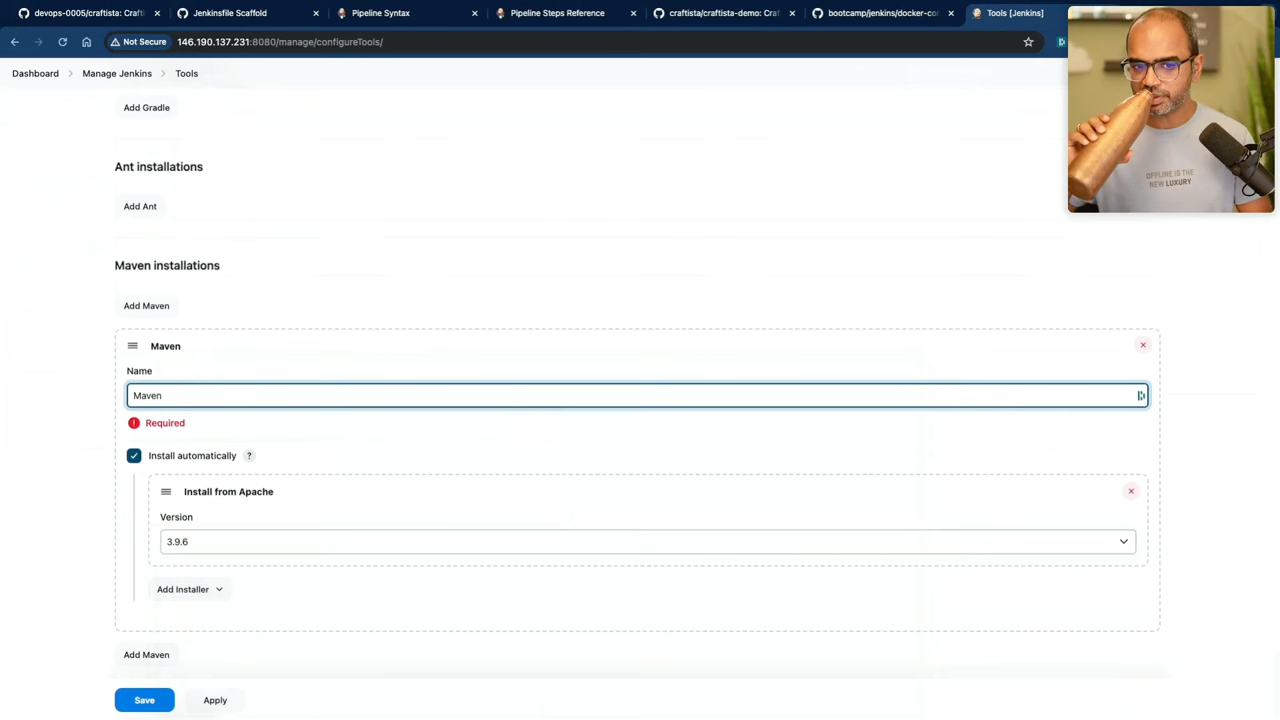 devops-0005/craftista: Crafti
Jenkinsfile Scaffold
Pipeline Syntax
Pipeline Steps Reference
craftista/craftista-demo: Craf
bootcamp/jenkins/docker-cor
Tools [Jenkins]
Not Secure
146.190.137.231:8080/manage/configureTools/
Dashboard
Manage Jenkins
Tools
OFFLINE IS THE
NEW LUXURY
Add Gradle
Ant installations
Add Ant
Maven installations
Add Maven
Maven
Name
Maven
Required
Install automatically ?
Install from Apache
Version
3.9.6
Add Installer
Add Maven
Save
Apply